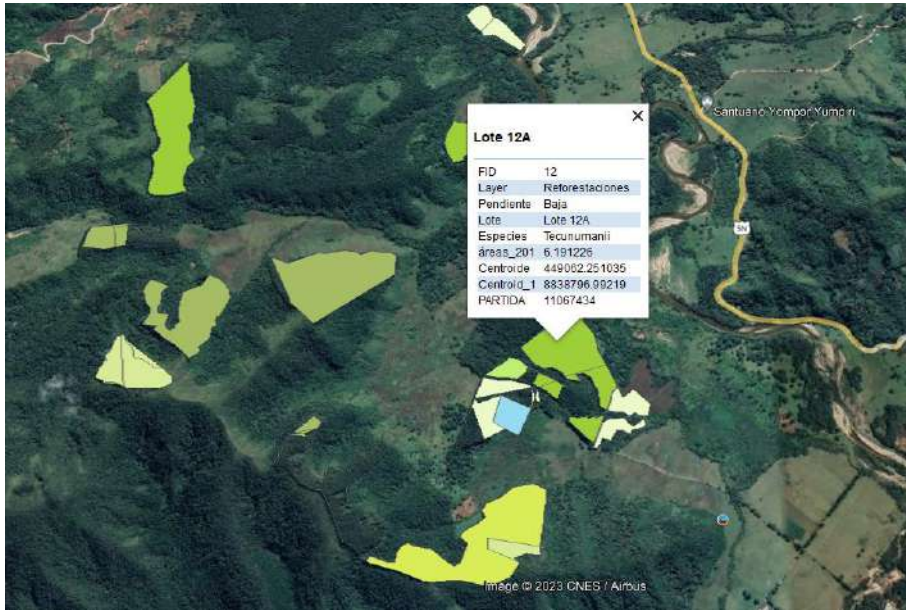 Santuario Yompor Yumpiri
Lote 12A
FID 12
Layer Reforestaciones
Pendiente Baja
Lote Lote 12A
Especies Tecunumanii
áreas_201 6.191226
Centroide 449062.251035
Centroid_1 8838796.99219
PARTIDA 11067434
5N
Image © 2023 CNES / Airbus